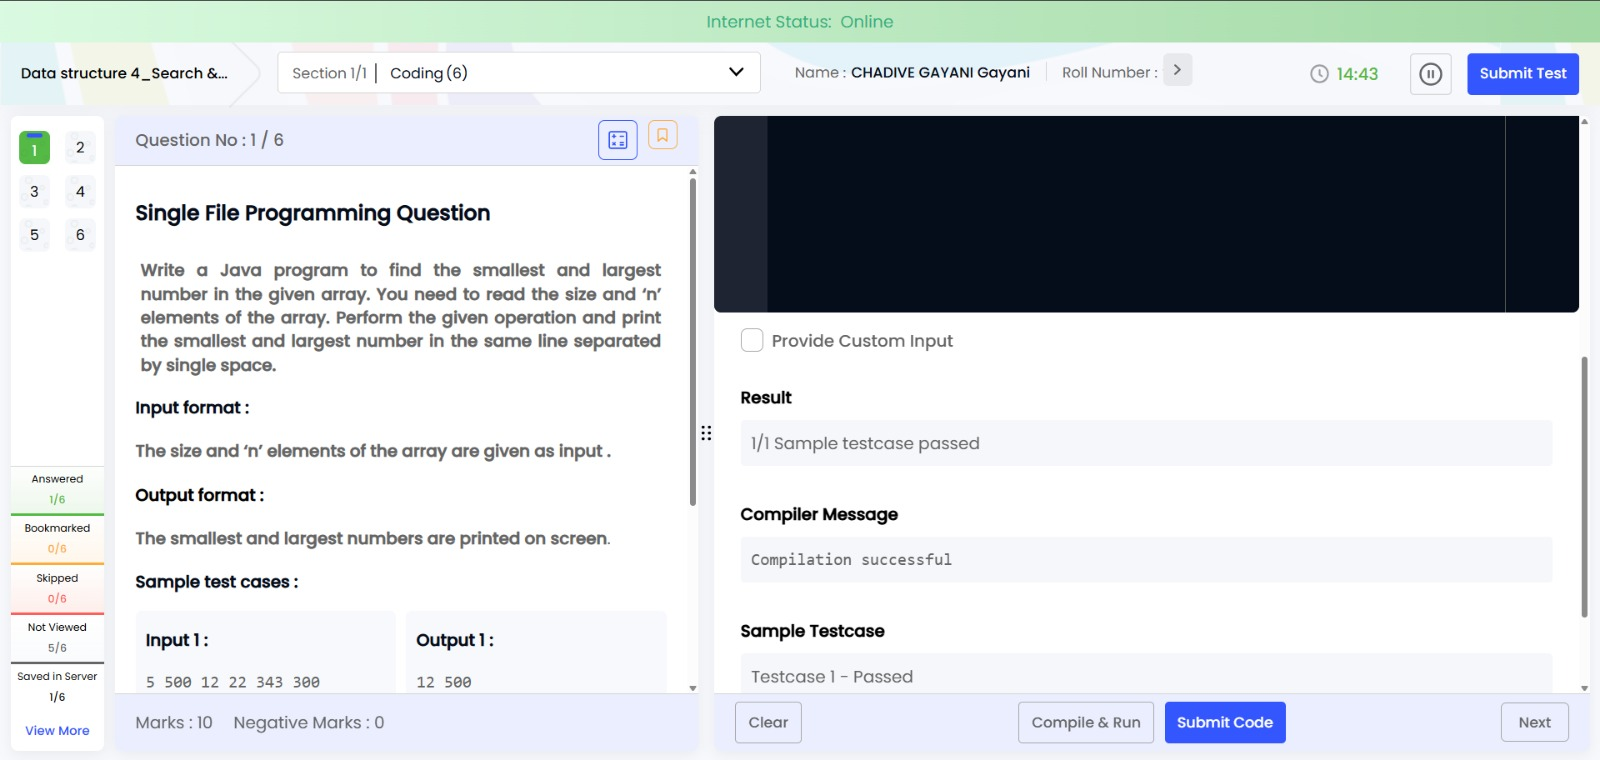 Internet Status: Online
Data structure 4_Search &...
Section 1/1 | Coding (6)
Name : CHADIVE GAYANI Gayani
Roll Number :
14:43
Submit Test
1
2
3
4
5
6
Answered
1/6
Bookmarked
0/6
Skipped
0/6
Not Viewed
5/6
Saved in Server
1/6
View More
Question No : 1 / 6
Single File Programming Question
Write a Java program to find the smallest and largest
number in the given array. You need to read the size and ‘n’
elements of the array. Perform the given operation and print
the smallest and largest number in the same line separated
by single space.
Input format :
The size and ‘n’ elements of the array are given as input .
Output format :
The smallest and largest numbers are printed on screen.
Sample test cases :
Input 1 :
5 500 12 22 343 300
Output 1 :
12 500
Marks : 10
Negative Marks : 0
Provide Custom Input
Result
1/1 Sample testcase passed
Compiler Message
Compilation successful
Sample Testcase
Testcase 1 - Passed
Clear
Compile & Run
Submit Code
Next